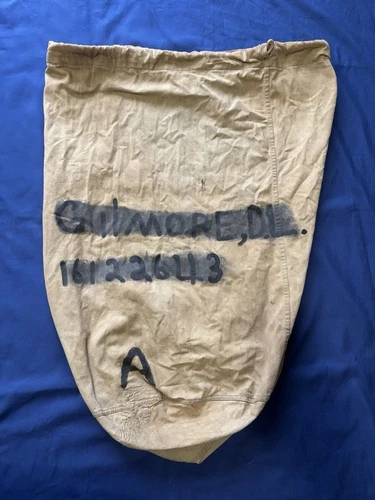 GilMORE, D.L.
16122643
A